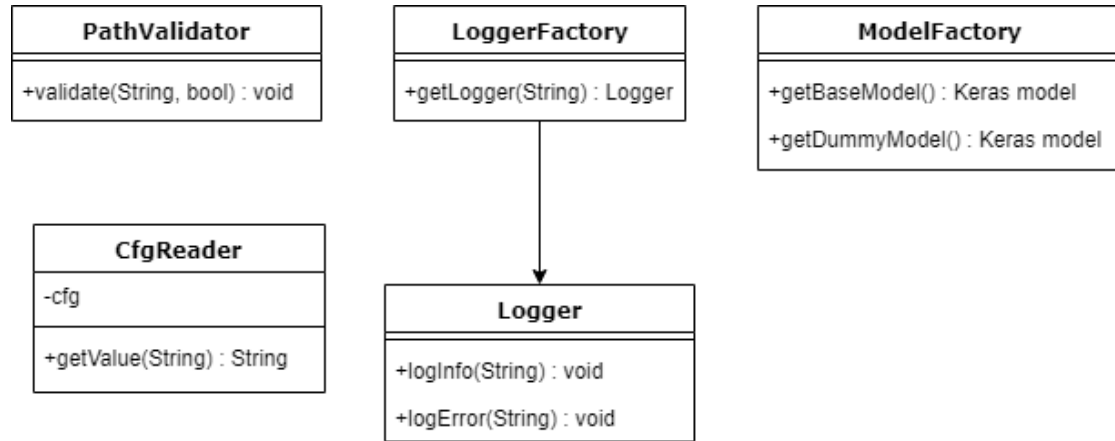 PathValidator
+validate(String, bool) : void
LoggerFactory
+getLogger(String) : Logger
ModelFactory
+getBaseModel() : Keras model
+getDummyModel() : Keras model
CfgReader
-cfg
+getValue(String) : String
Logger
+logInfo(String) : void
+logError(String) : void